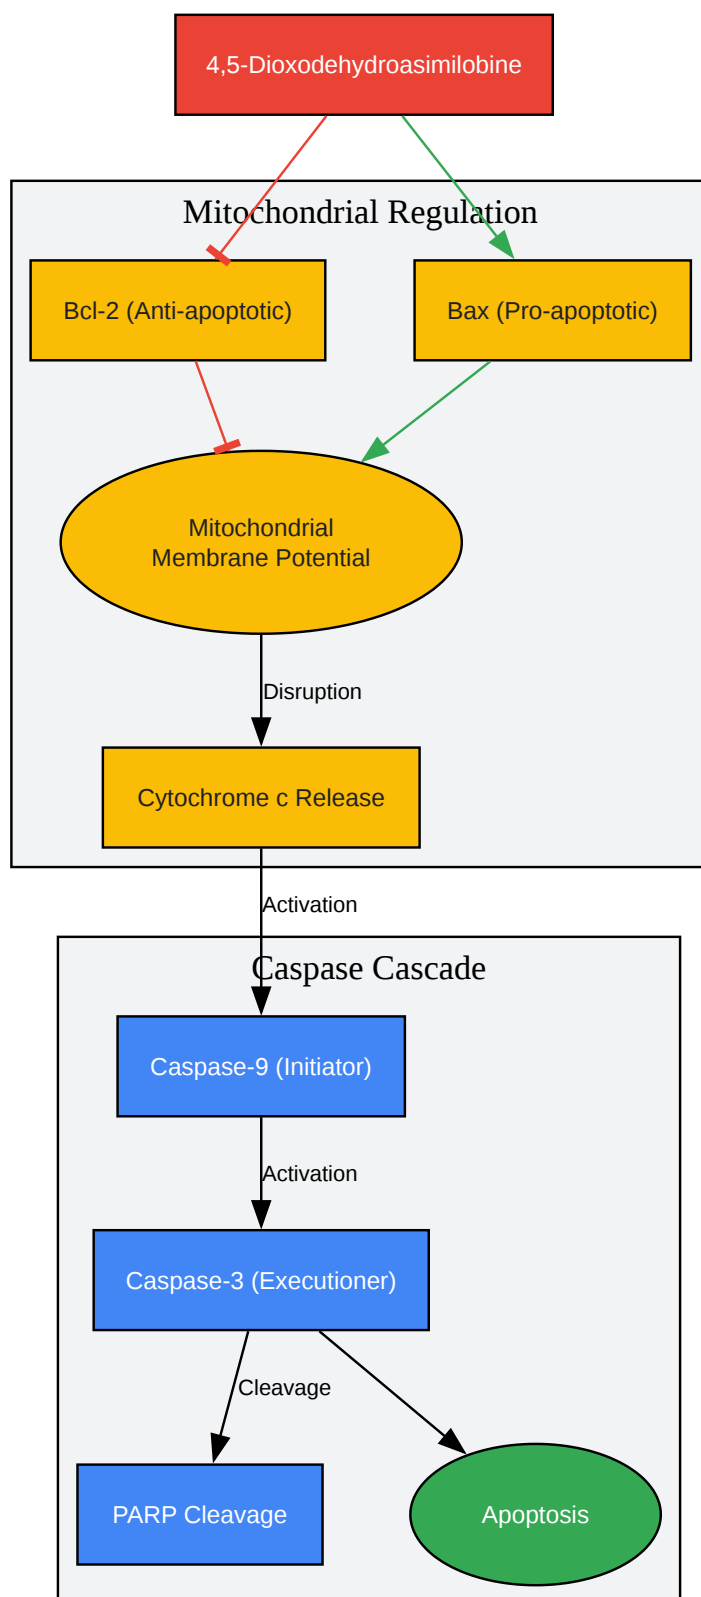 4,5-Dioxodehydroasimilobine
Mitochondrial Regulation
Bcl-2 (Anti-apoptotic)
Bax (Pro-apoptotic)
Mitochondrial
Membrane Potential
Disruption
Cytochrome c Release
Activation
Caspase Cascade
Caspase-9 (Initiator)
Activation
Caspase-3 (Executioner)
Cleavage
PARP Cleavage
Apoptosis